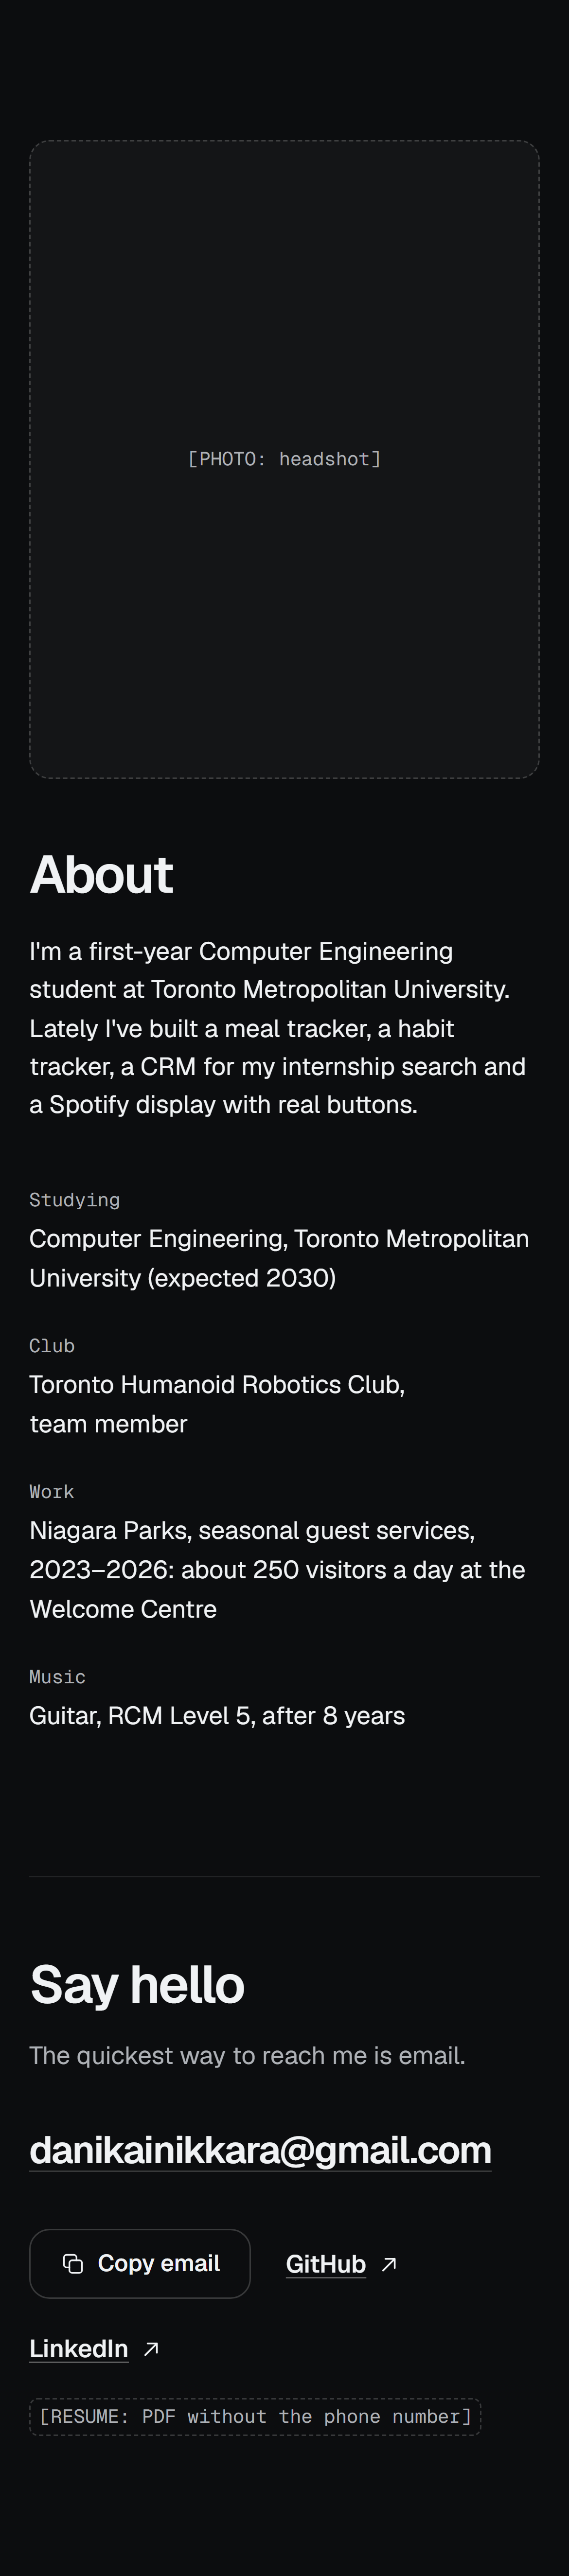 [PHOTO: headshot]
About
I'm a first-year Computer Engineering
student at Toronto Metropolitan University.
Lately I've built a meal tracker, a habit
tracker, a CRM for my internship search and
a Spotify display with real buttons.
Studying
Computer Engineering, Toronto Metropolitan
University (expected 2030)
Club
Toronto Humanoid Robotics Club,
team member
Work
Niagara Parks, seasonal guest services,
2023–2026: about 250 visitors a day at the
Welcome Centre
Music
Guitar, RCM Level 5, after 8 years
Say hello
The quickest way to reach me is email.
danikainikkara@gmail.com
Copy email GitHub
LinkedIn
[RESUME: PDF without the phone number]